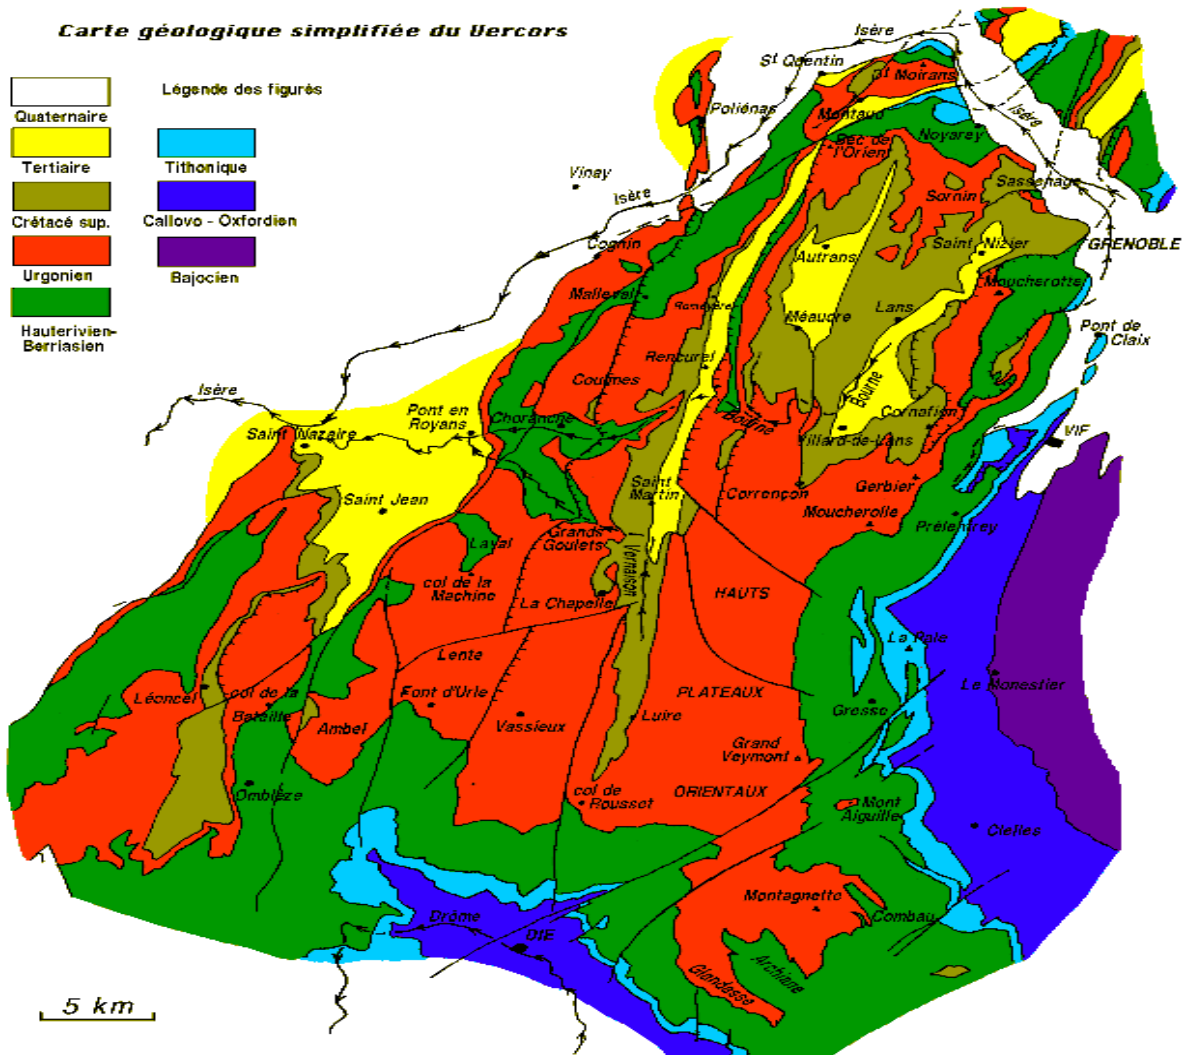 Carte géologique simplifiée du Vercors
Légende des figurés
Quaternaire
Tertiaire
Crétacé sup.
Urgonien
Hauterivien-
Berriasien
Tithonique
Callovo - Oxfordien
Bajocien
Isère
St Quentin
St Moirans
Poliénas
Montaud
Isère
Noyarey
Bec de
l'Orient
Vinay
Isère
Sassenage
Sornin
Cognin
Saint Nizier
GRENOBLE
Autrans
Malleval
Moucherotte
Romeyère
Lans
Méaudre
Pont de
Claix
Rencurel
Coulmes
Isère
Bourne
Pont en
Royans
Choranche
Cornafion
Bourne
Saint Nazaire
Villard-de-Lans
VIF
Saint Jean
Saint
Martin
Corrençon
Gerbier
Moucherolle
Prélenfrey
Laval
Grands
Goulets
Vernaison
col de la
Machine
La Chapelle
HAUTS
Lente
La Pale
Le Monestier
Léoncel
col de la
Bataille
Font d'Urle
PLATEAUX
Ambel
Vassieux
Luire
Gresse
Grand
Veymont
Omblèze
col de
Rousset
ORIENTAUX
Mont
Aiguille
Clelles
Montagnette
Combau
Drôme
DIE
Archiane
Glandasse
5 km